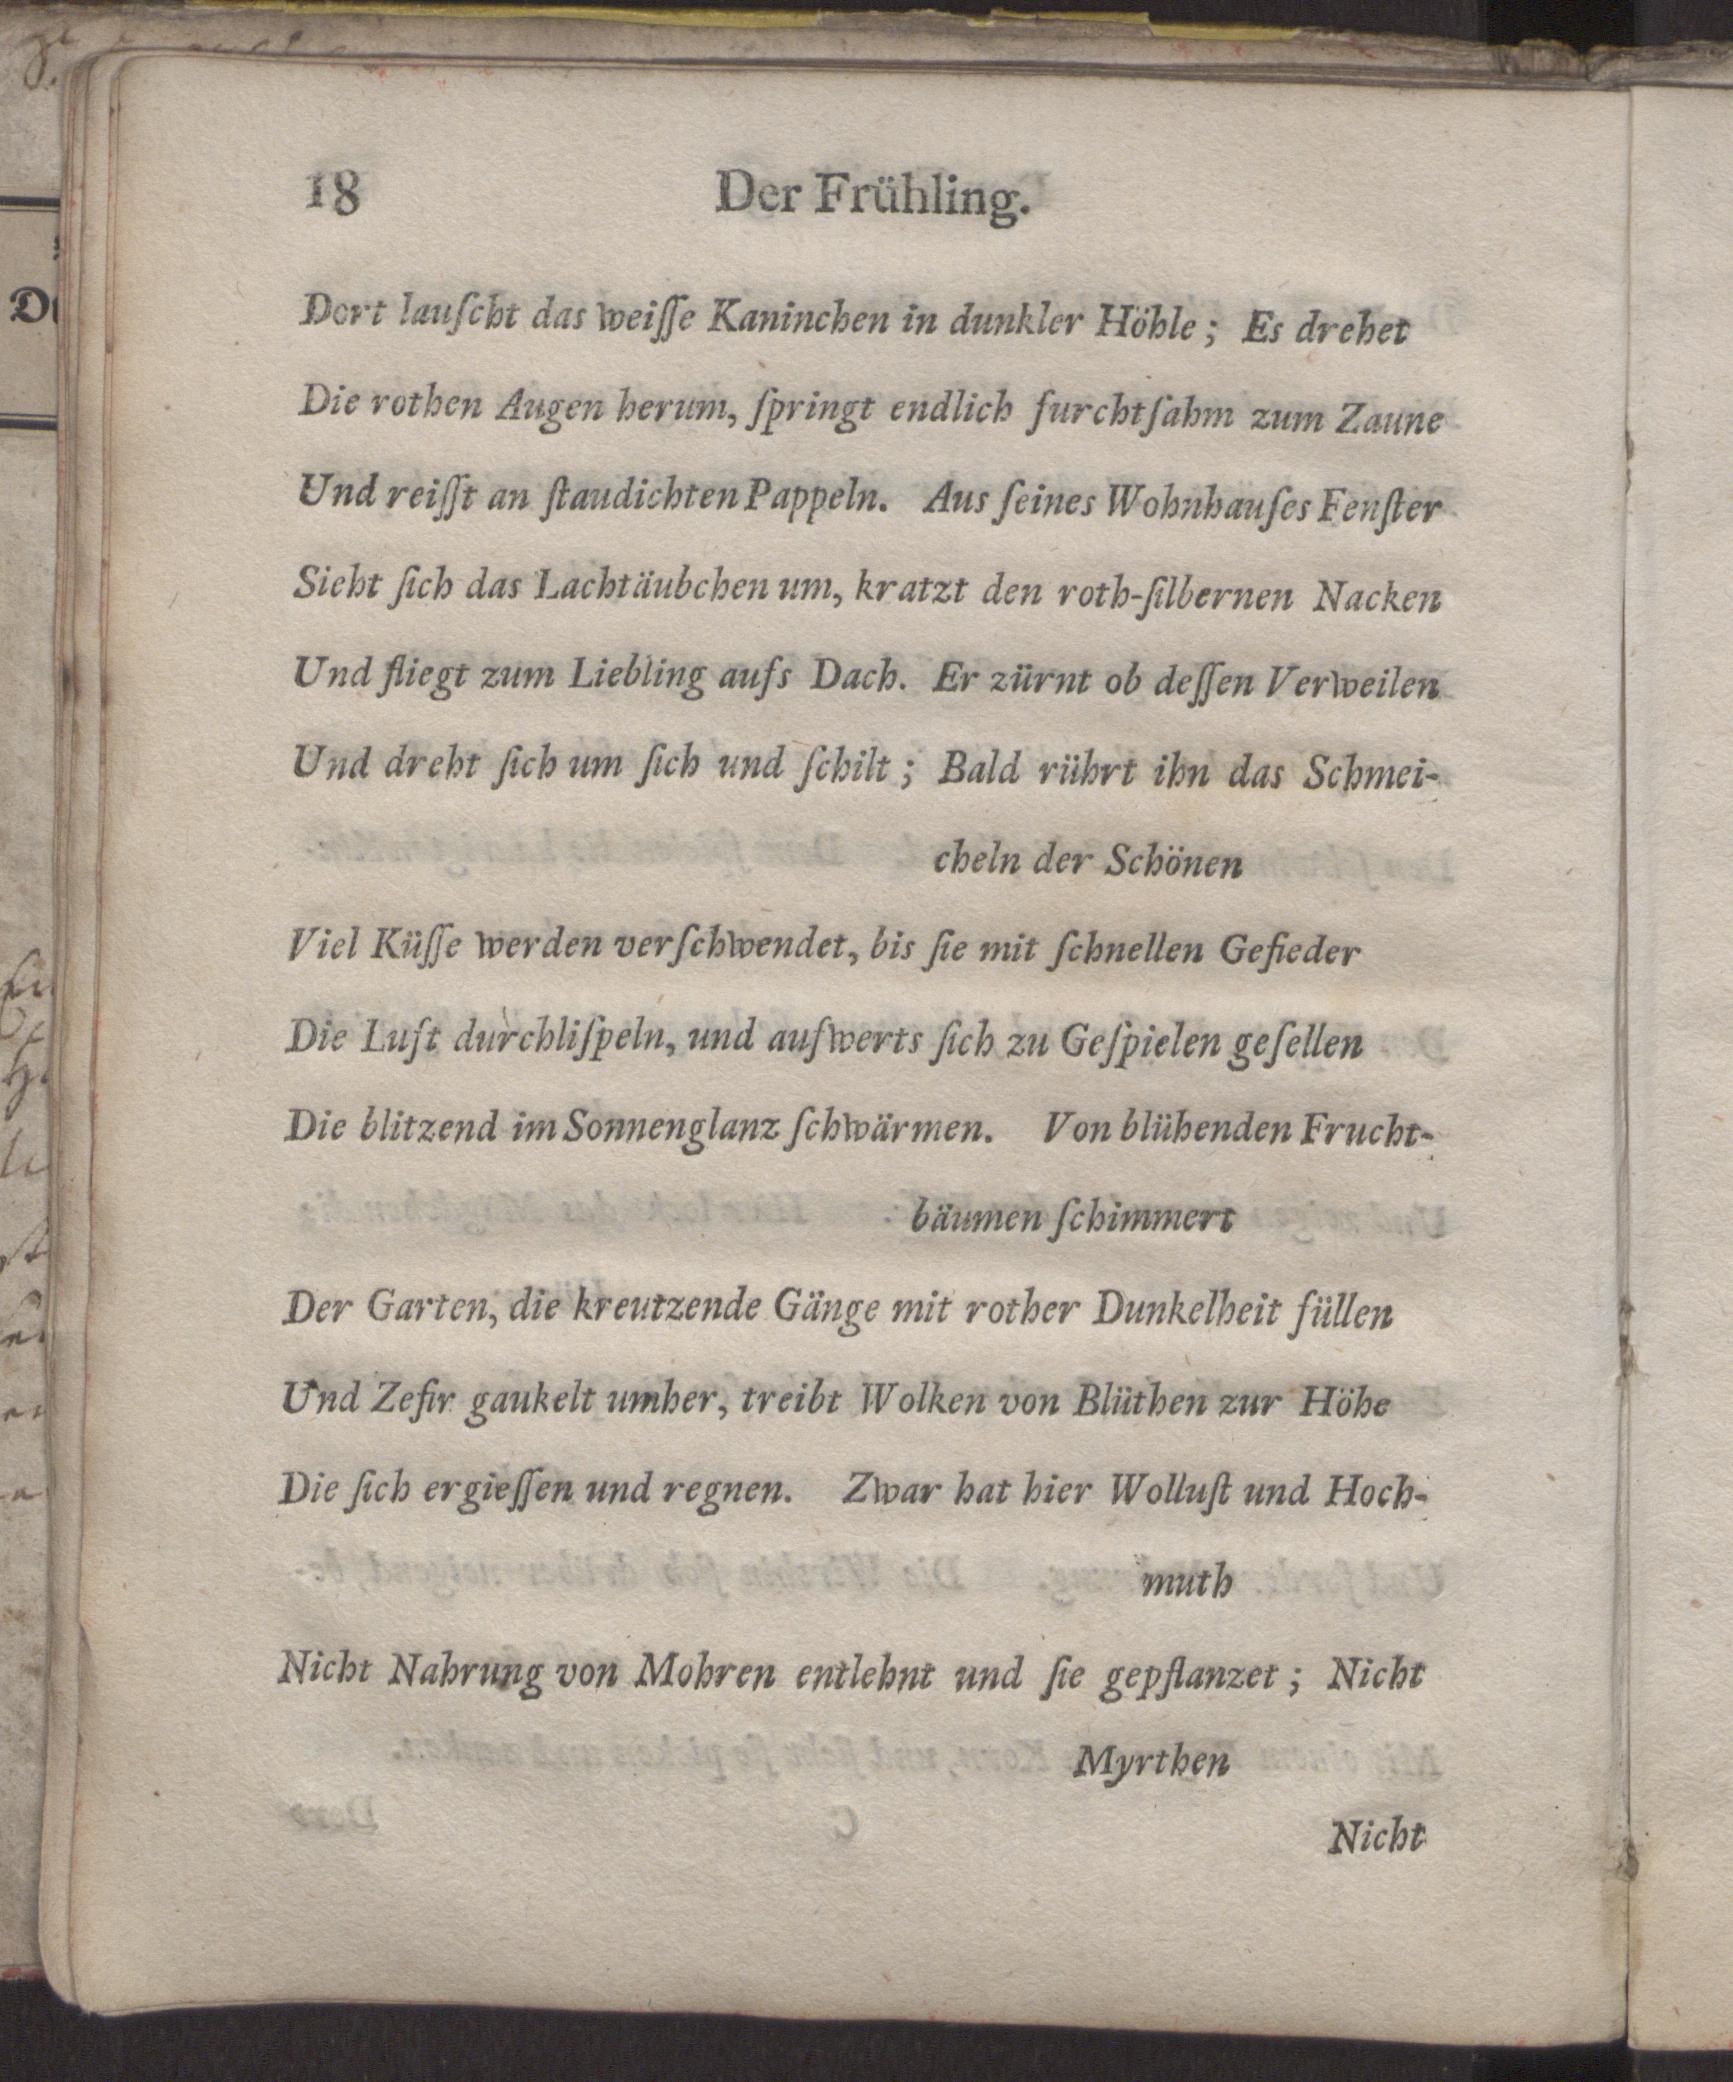 18 Der Frühling.
Dort lauſcht das weiſſe Kaninchen in dunkler Höhle; Es drehet
Die rothen Augen herum, ſpringt endlich furchtſahm zum Zaune
Und reiſſt an ſtaudichten Pappeln. Aus ſeines Wohnhauſes Fenſter
Sieht ſich das Lachtäubchen um, kratzt den roth-ſilbernen Nacken
Und fliegt zum Liebling aufs Dach. Er zürnt ob deſſen Verweilen
Und dreht ſich um ſich und ſchilt; Bald rührt ihn das Schmei-
cheln der Schönen
Viel Küſſe werden verſchwendet, bis ſie mit ſchnellen Gefieder
Die Luft durchliſpeln, und aufwerts ſich zu Geſpielen geſellen
Die blitzend im Sonnenglanz ſchwärmen. Von blühenden Frucht-
bäumen ſchimmert
Der Garten, die kreutzende Gänge mit rother Dunkelheit füllen
Und Zefir gaukelt umher, treibt Wolken von Blüthen zur Höhe
Die ſich ergieſſen und regnen. Zwar hat hier Wolluſt und Hoch-
muth
Nicht Nahrung von Mohren entlehnt und ſie gepflanzet; Nicht
Myrthen
Nicht